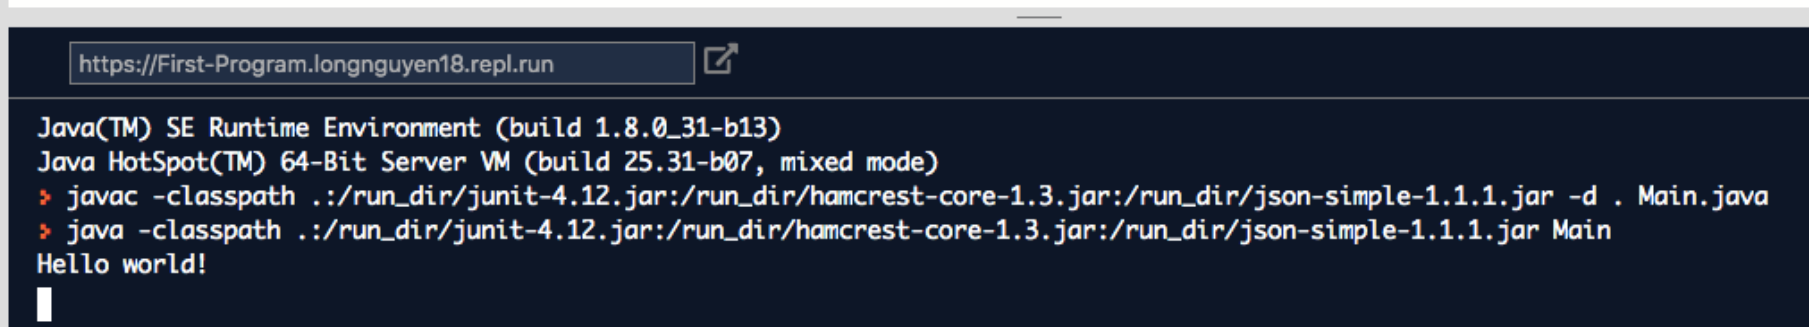 https://First-Program.longnguyen18.repl.run
Java(TM) SE Runtime Environment (build 1.8.0_31-b13)
Java HotSpot(TM) 64-Bit Server VM (build 25.31-b07, mixed mode)
> javac -classpath .:/run_dir/junit-4.12.jar:/run_dir/hamcrest-core-1.3.jar:/run_dir/json-simple-1.1.1.jar -d . Main.java
> java -classpath .:/run_dir/junit-4.12.jar:/run_dir/hamcrest-core-1.3.jar:/run_dir/json-simple-1.1.1.jar Main
Hello world!